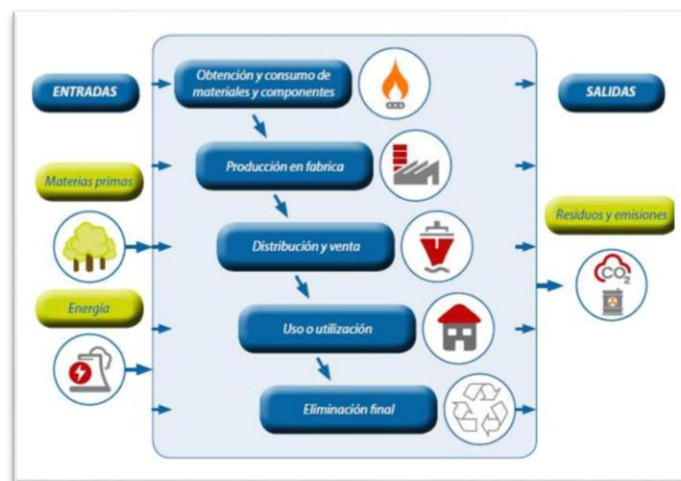 ENTRADAS
Obtención y consumo de
materiales y componentes
SALIDAS
Materias primas
Producción en fabrica
Residuos y emisiones
Distribución y venta
CO2
Energía
Uso o utilización
Eliminación final